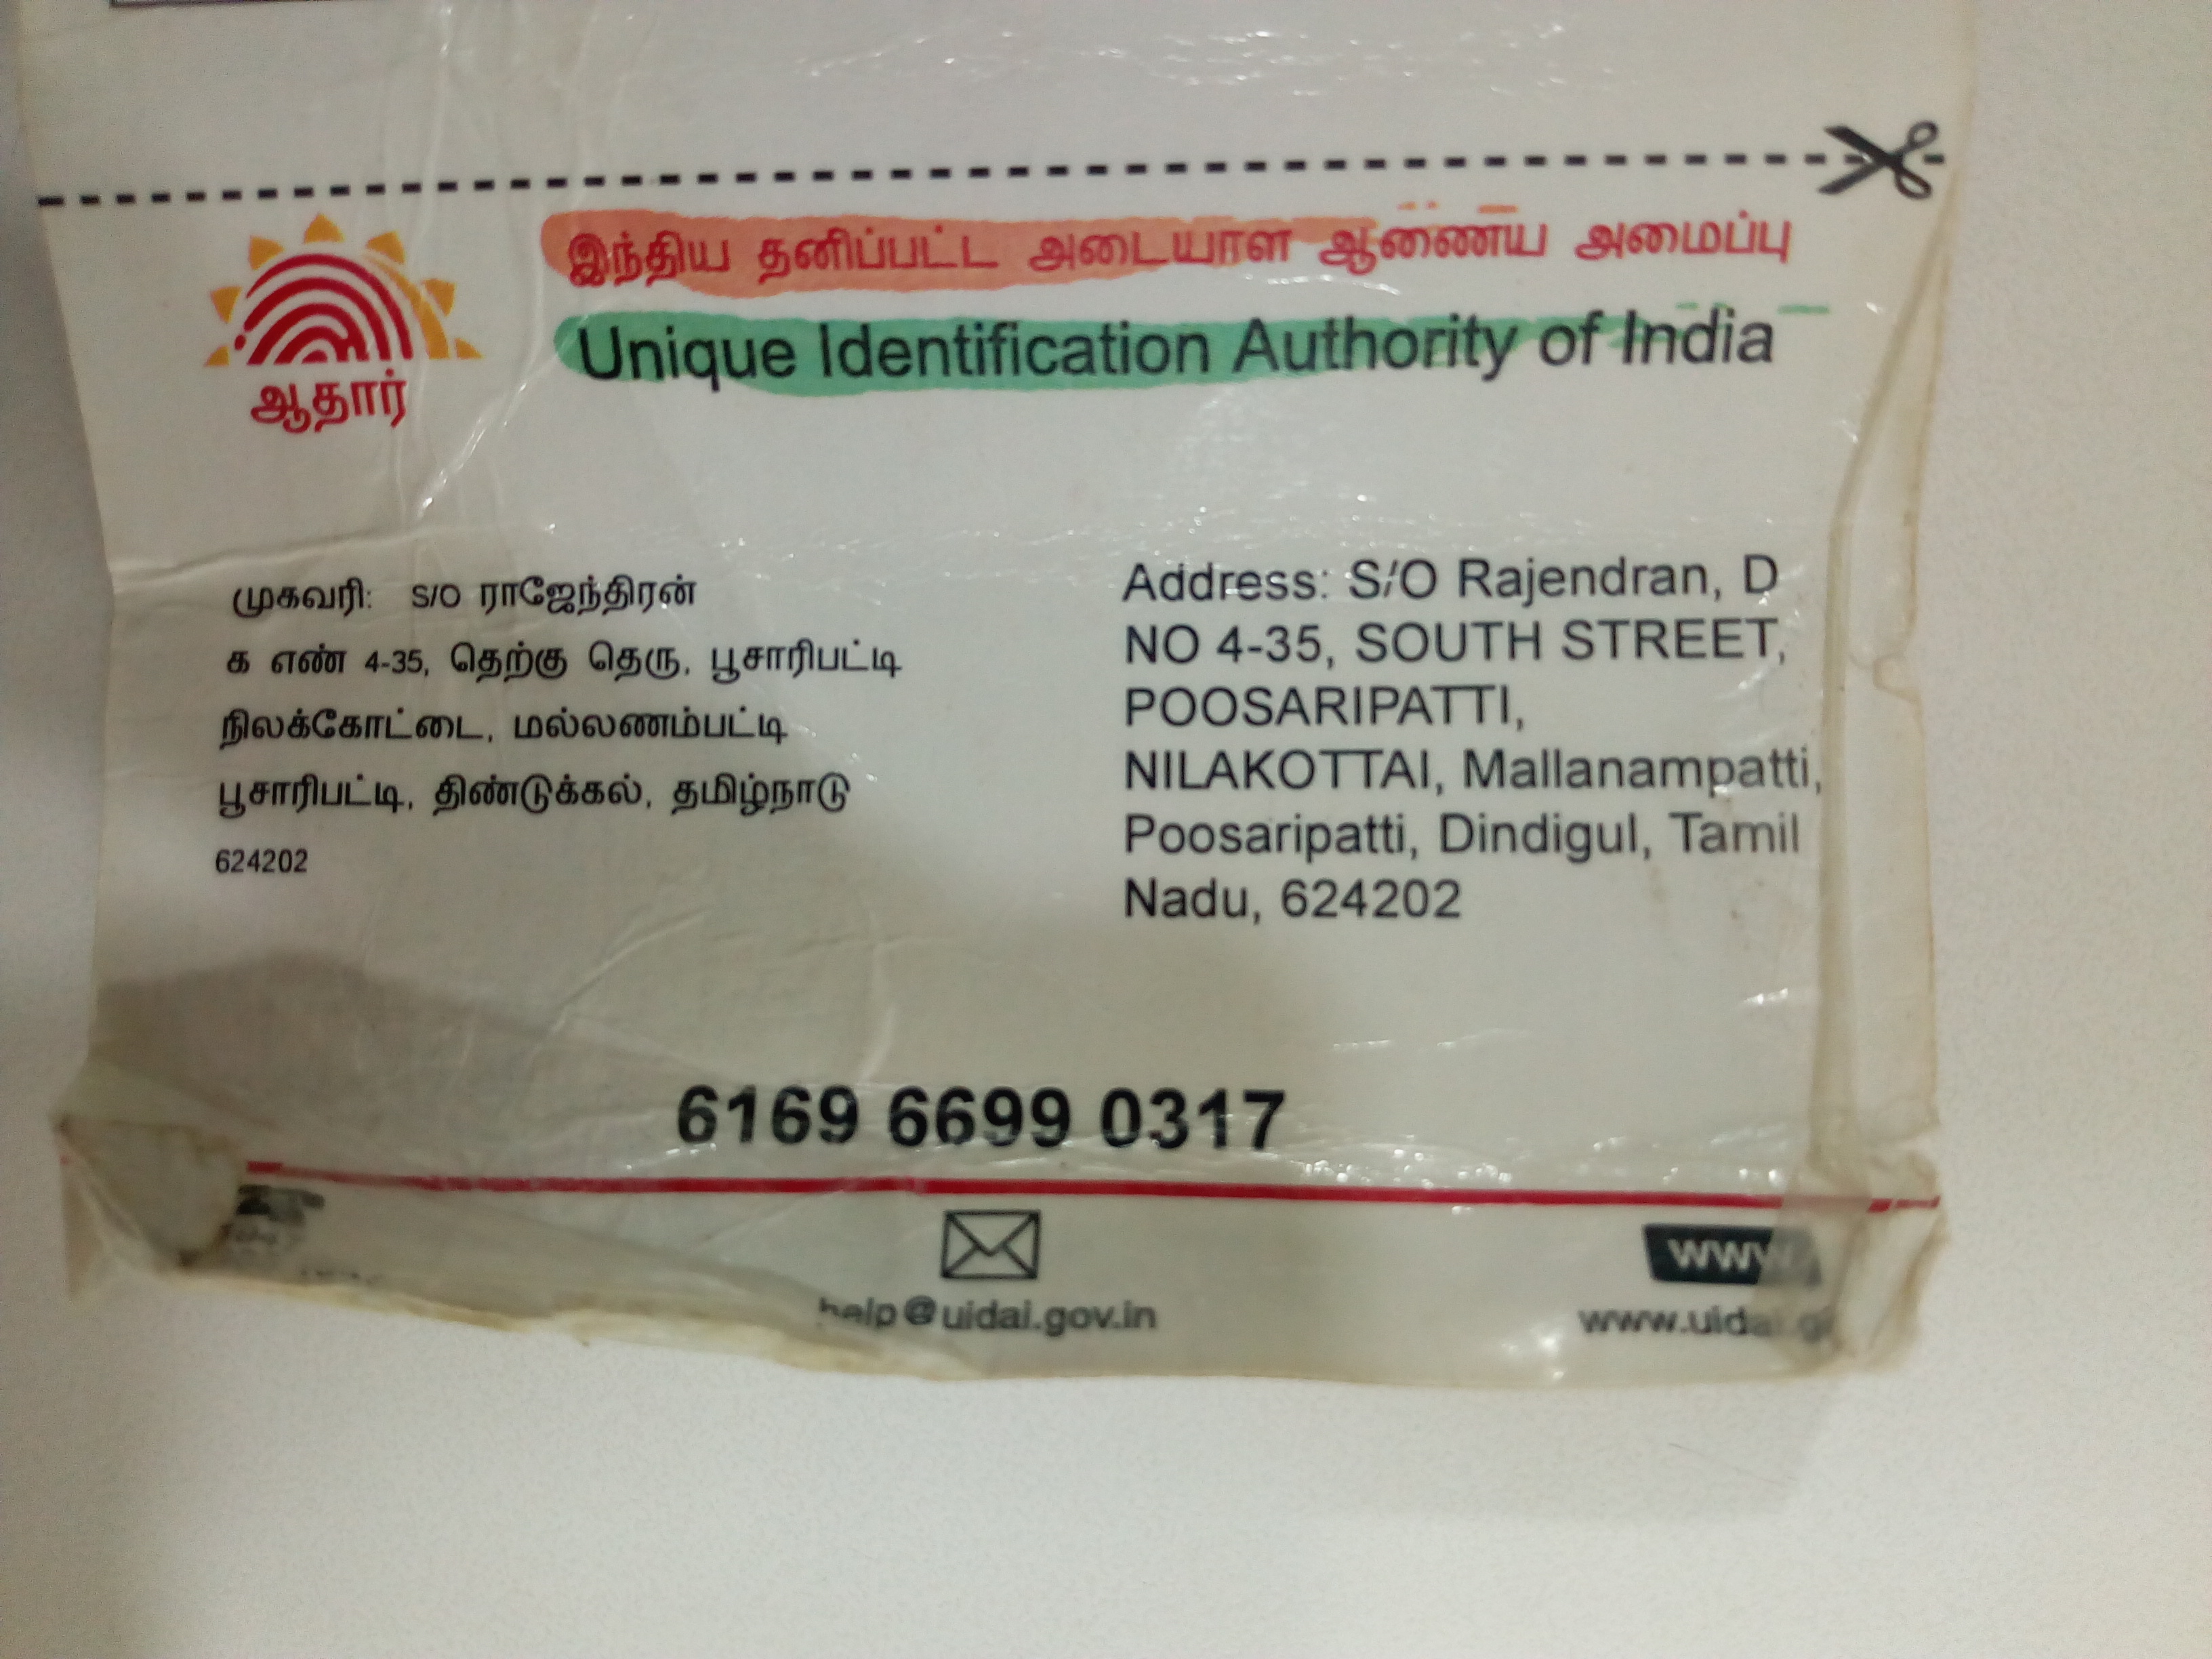 இந்திய தனிப்பட்ட அடையாள ஆணைய அமைப்பு
Unique Identification Authority of India
ஆதார்
முகவரி: S/O ராஜேந்திரன்
க எண் 4-35, தெற்கு தெரு, பூசாரிபட்டி
நிலக்கோட்டை, மல்லணம்பட்டி
பூசாரிபட்டி, திண்டுக்கல், தமிழ்நாடு
624202
Address: S/O Rajendran, D
NO 4-35, SOUTH STREET,
POOSARIPATTI,
NILAKOTTAI, Mallanampatti,
Poosaripatti, Dindigul, Tamil
Nadu, 624202
6169 6699 0317
help@uidai.gov.in
www